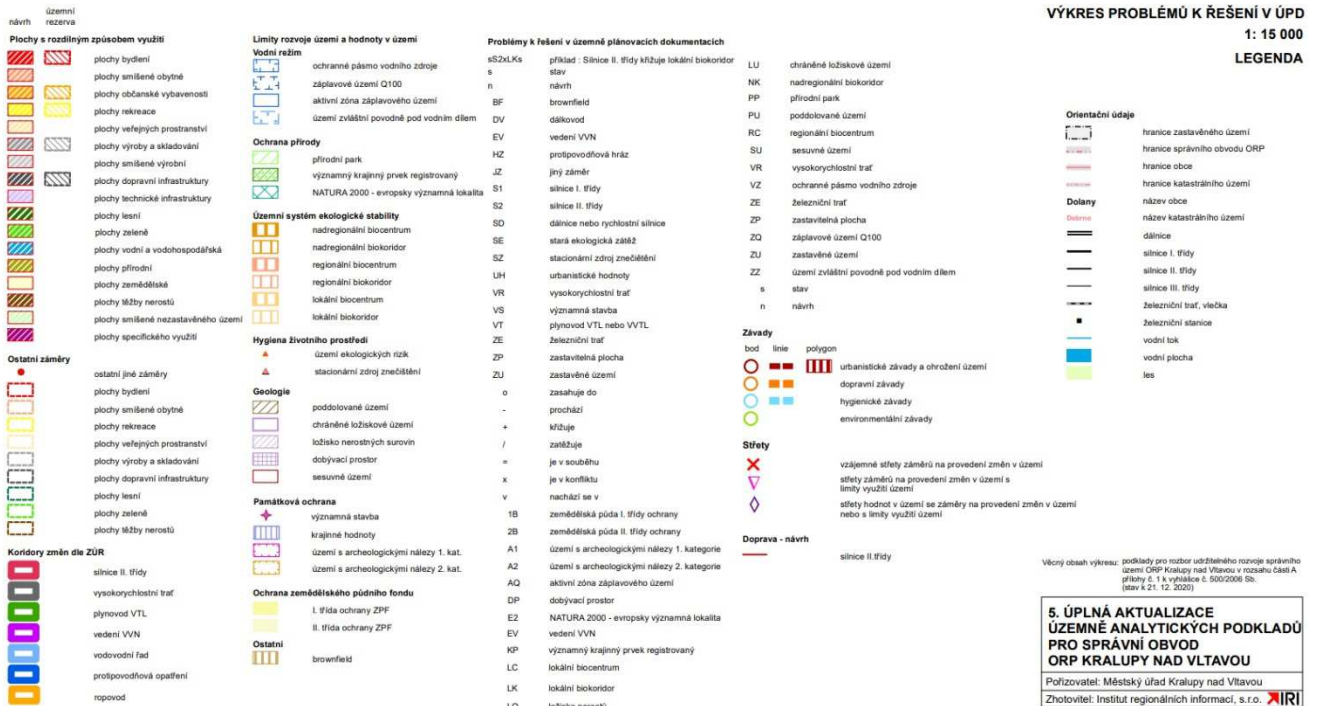 návrh
územní
rezerva
Plochy s rozdílným způsobem využití
plochy bydlení
plochy smíšené obytné
plochy občanské vybavenosti
plochy rekreace
plochy veřejných prostranství
plochy výroby a skladování
plochy smíšené výrobní
plochy dopravní infrastruktury
plochy technické infrastruktury
plochy lesní
plochy zeleně
plochy vodní a vodohospodářská
plochy přírodní
plochy zemědělské
plochy těžby nerostů
plochy smíšené nezastavěného území
plochy specifického využití
Ostatní záměry
ostatní jiné záměry
plochy bydlení
plochy smíšené obytné
plochy rekreace
plochy veřejných prostranství
plochy výroby a skladování
plochy dopravní infrastruktury
plochy lesní
plochy zeleně
plochy těžby nerostů
Koridory změn dle ZÚR
silnice II. třídy
vysokorychlostní trať
plynovod VTL
vedení VVN
vodovodní řad
protipovodňová opatření
ropovod
Limity rozvoje území a hodnoty v území
Vodní režim
ochranné pásmo vodního zdroje
záplavové území Q100
aktivní zóna záplavového území
území zvláštní povodně pod vodním dílem
Ochrana přírody
přírodní park
významný krajinný prvek registrovaný
NATURA 2000 - evropsky významná lokalita
Územní systém ekologické stability
nadregionální biocentrum
nadregionální biokoridor
regionální biocentrum
regionální biokoridor
lokální biocentrum
lokální biokoridor
Hygiena životního prostředí
území ekologických rizik
stacionární zdroj znečištění
Geologie
poddolované území
chráněné ložiskové území
ložisko nerostných surovin
dobývací prostor
sesuvné území
Památková ochrana
významná stavba
krajinné hodnoty
území s archeologickými nálezy 1. kat.
území s archeologickými nálezy 2. kat.
Ochrana zemědělského půdního fondu
I. třída ochrany ZPF
II. třída ochrany ZPF
Ostatní
brownfield
Problémy k řešení v územně plánovacích dokumentacích
sS2xLKs příklad : Silnice II. třídy křižuje lokální biokoridor
s stav
n návrh
BF brownfield
DV dálkovod
EV vedení VVN
HZ protipovodňová hráz
JZ jiný záměr
S1 silnice I. třídy
S2 silnice II. třídy
SD dálnice nebo rychlostní silnice
SE stará ekologická zátěž
SZ stacionární zdroj znečiětění
UH urbanistické hodnoty
VR vysokorychlostní trať
VS významná stavba
VT plynovod VTL nebo VVTL
ZE železniční trať
ZP zastavitelná plocha
ZU zastavěné území
o zasahuje do
- prochází
+ křižuje
/ zatěžuje
= je v souběhu
x je v konfliktu
v nachází se v
1B zemědělská půda I. třídy ochrany
2B zemědělská půda II. třídy ochrany
A1 území s archeologickými nálezy 1. kategorie
A2 území s archeologickými nálezy 2. kategorie
AQ aktivní zóna záplavového území
DP dobývací prostor
E2 NATURA 2000 - evropsky významná lokalita
EV vedení VVN
KP významný krajinný prvek registrovaný
LC lokální biocentrum
LK lokální biokoridor
LU chráněné ložiskové území
NK nadregionální biokoridor
PP přírodní park
PU poddolované území
RC regionální biocentrum
SU sesuvné území
VR vysokorychlostní trať
VZ ochranné pásmo vodního zdroje
ZE železniční trať
ZP zastavitelná plocha
ZQ záplavové území Q100
ZU zastavěné území
ZZ území zvláštní povodně pod vodním dílem
s stav
n návrh
Závady
bod linie polygon
urbanistické závady a ohrožení území
dopravní závady
hygienické závady
environmentální závady
Střety
vzájemné střety záměrů na provedení změn v území
střety záměrů na provedení změn v území s
limity využití území
střety hodnot v území se záměry na provedení změn v území
nebo s limity využití území
Doprava - návrh
silnice II.třídy
VÝKRES PROBLÉMŮ K ŘEŠENÍ V ÚPD
1: 15 000
LEGENDA
Orientační údaje
hranice zastavěného území
hranice správního obvodu ORP
hranice obce
hranice katastrálního území
Dolany název obce
Debrno název katastrálního území
dálnice
silnice I. třídy
silnice II. třídy
silnice III. třídy
železniční trať, vlečka
železniční stanice
vodní tok
vodní plocha
les
Věcný obsah výkresu: podklady pro rozbor udržitelného rozvoje správního
území ORP Kralupy nad Vltavou v rozsahu části A
přílohy č. 1 k vyhlášce č. 500/2006 Sb.
(stav k 21. 12. 2020)
5. ÚPLNÁ AKTUALIZACE
ÚZEMNĚ ANALYTICKÝCH PODKLADŮ
PRO SPRÁVNÍ OBVOD
ORP KRALUPY NAD VLTAVOU
Pořizovatel: Městský úřad Kralupy nad Vltavou
Zhotovitel: Institut regionálních informací, s.r.o. IRI